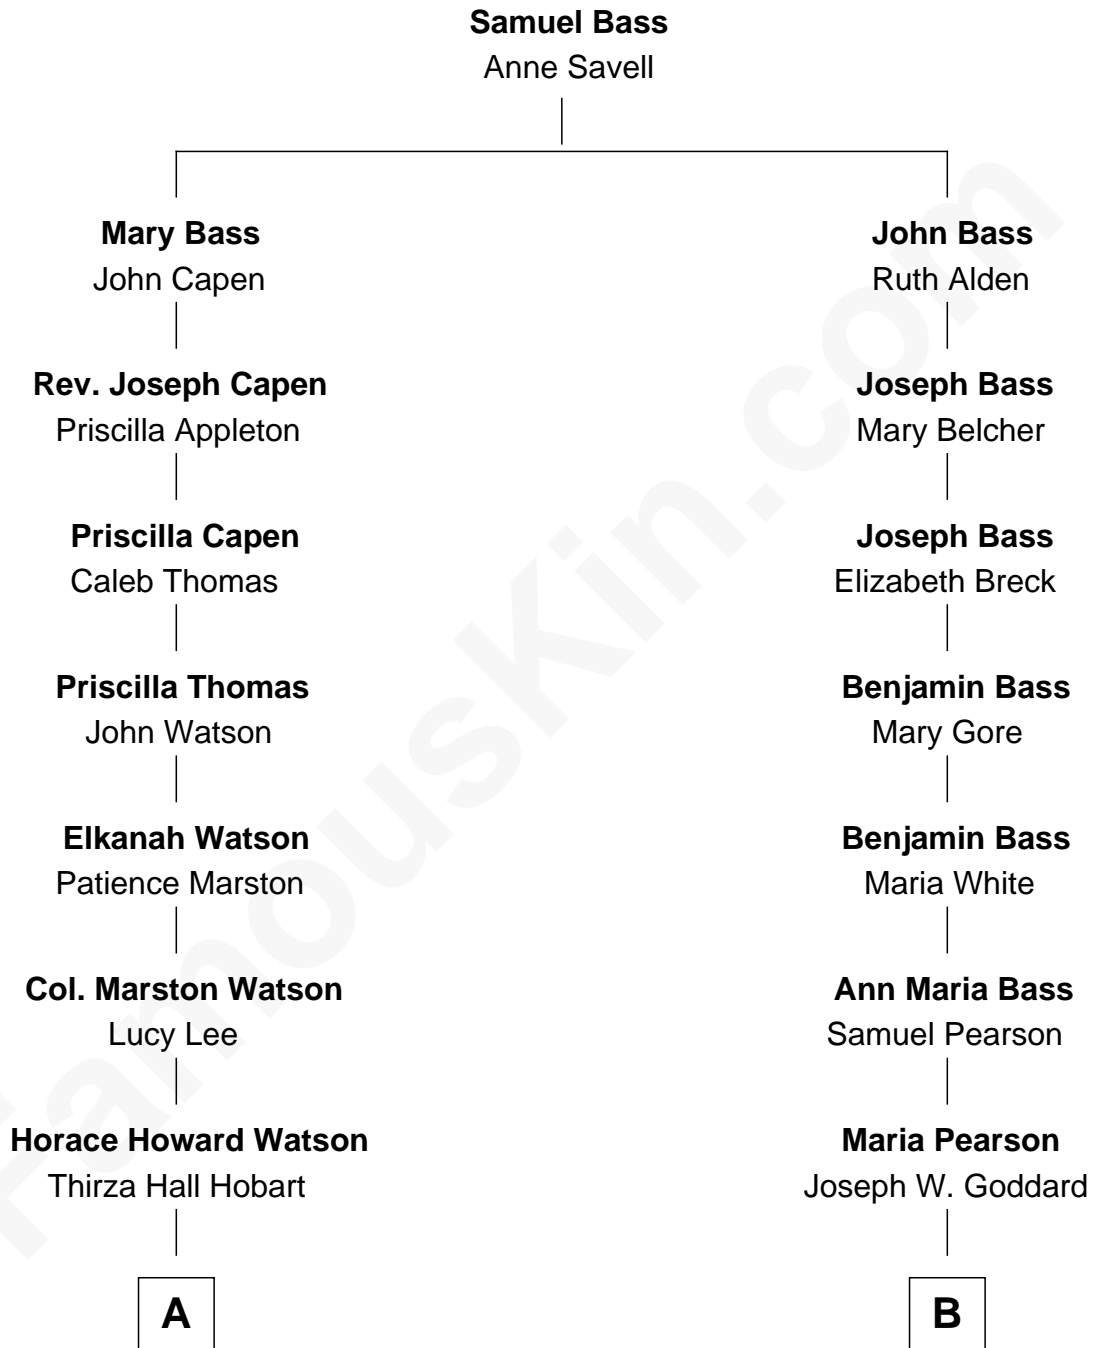 Samuel Bass
Anne Savell
Mary Bass
John Capen
John Bass
Ruth Alden
Rev. Joseph Capen
Priscilla Appleton
Joseph Bass
Mary Belcher
Priscilla Capen
Caleb Thomas
Joseph Bass
Elizabeth Breck
Priscilla Thomas
John Watson
Benjamin Bass
Mary Gore
Elkanah Watson
Patience Marston
Benjamin Bass
Maria White
Col. Marston Watson
Lucy Lee
Ann Maria Bass
Samuel Pearson
Horace Howard Watson
Thirza Hall Hobart
Maria Pearson
Joseph W. Goddard
A
B
FamousKin.com